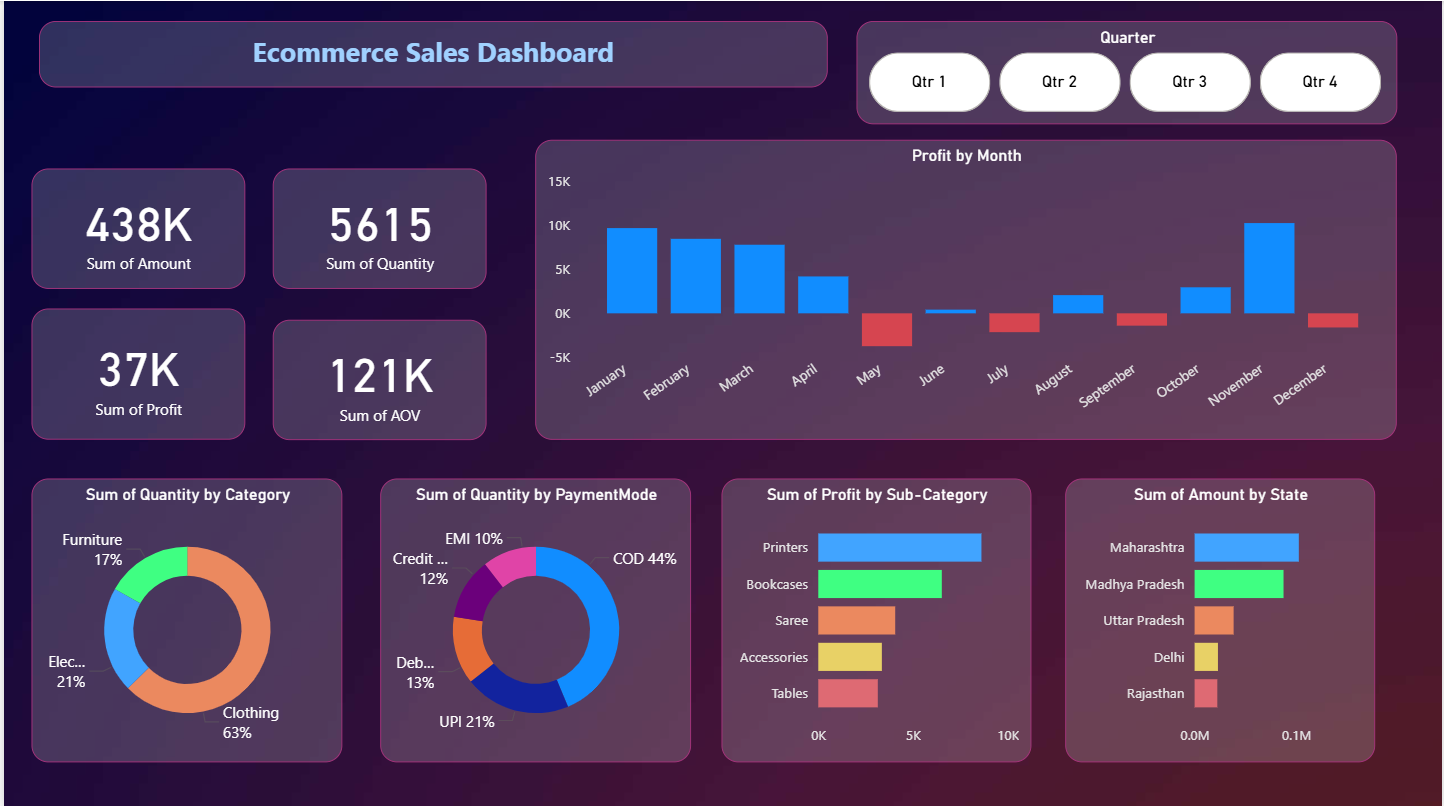 Ecommerce Sales Dashboard
Quarter
Qtr 1
Qtr 2
Qtr 3
Qtr 4
438K
Sum of Amount
5615
Sum of Quantity
37K
Sum of Profit
121K
Sum of AOV
Profit by Month
15K
10K
5K
0K
-5K
January
February
March
April
May
June
July
August
September
October
November
December
Sum of Quantity by Category
Furniture
17%
Elec...
21%
Clothing
63%
Sum of Quantity by PaymentMode
EMI 10%
Credit ...
12%
Deb...
13%
UPI 21%
COD 44%
Sum of Profit by Sub-Category
Printers
Bookcases
Saree
Accessories
Tables
0K
5K
10K
Sum of Amount by State
Maharashtra
Madhya Pradesh
Uttar Pradesh
Delhi
Rajasthan
0.0M
0.1M